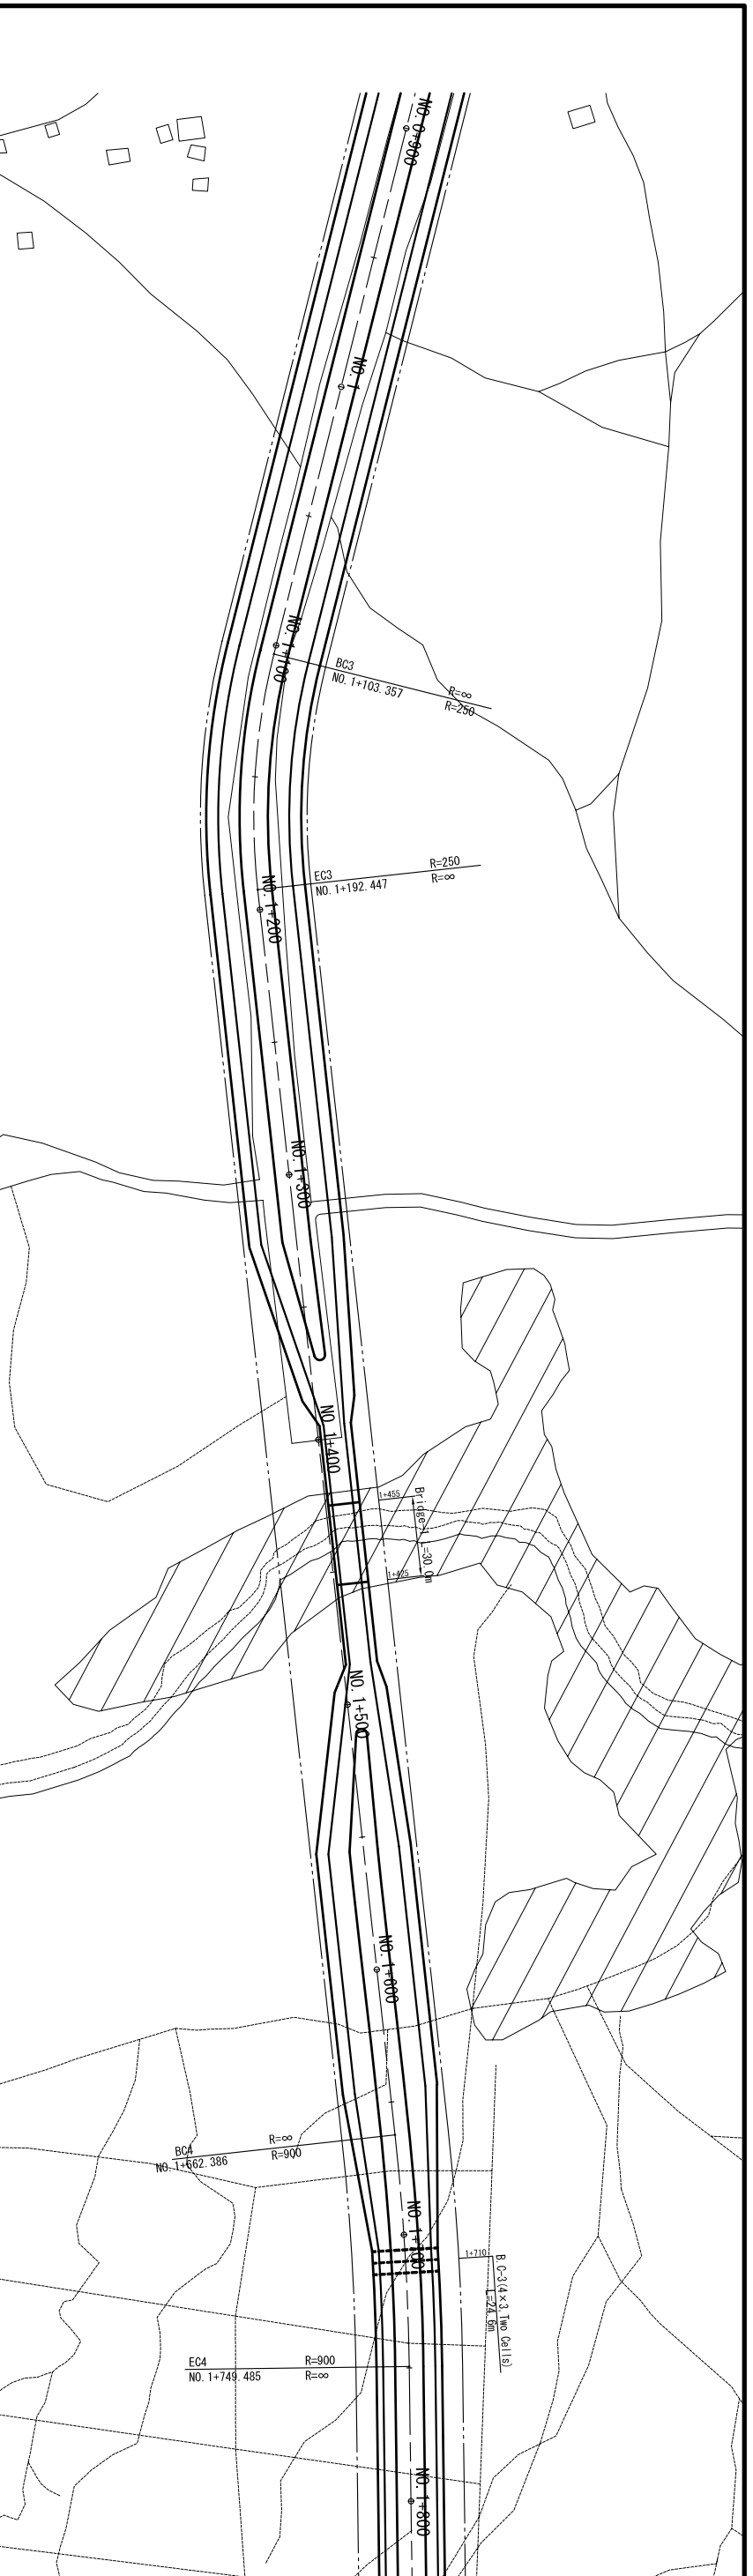 NO. 0+900
NO. 1
NO. 1+100
BC3
NO. 1+103.357
R=∞
R=250
EC3
NO. 1+192.447
R=250
R=∞
NO. 1+200
NO. 1+300
NO. 1+400
1+455
Bridge-1 L=30.0m
1+425
NO. 1+500
NO. 1+600
BC4
NO. 1+662.386
R=∞
R=900
NO. 1+700
1+710
B.C-3(4×3.Two Cells)
L=24.6m
EC4
NO. 1+749.485
R=900
R=∞
NO. 1+800